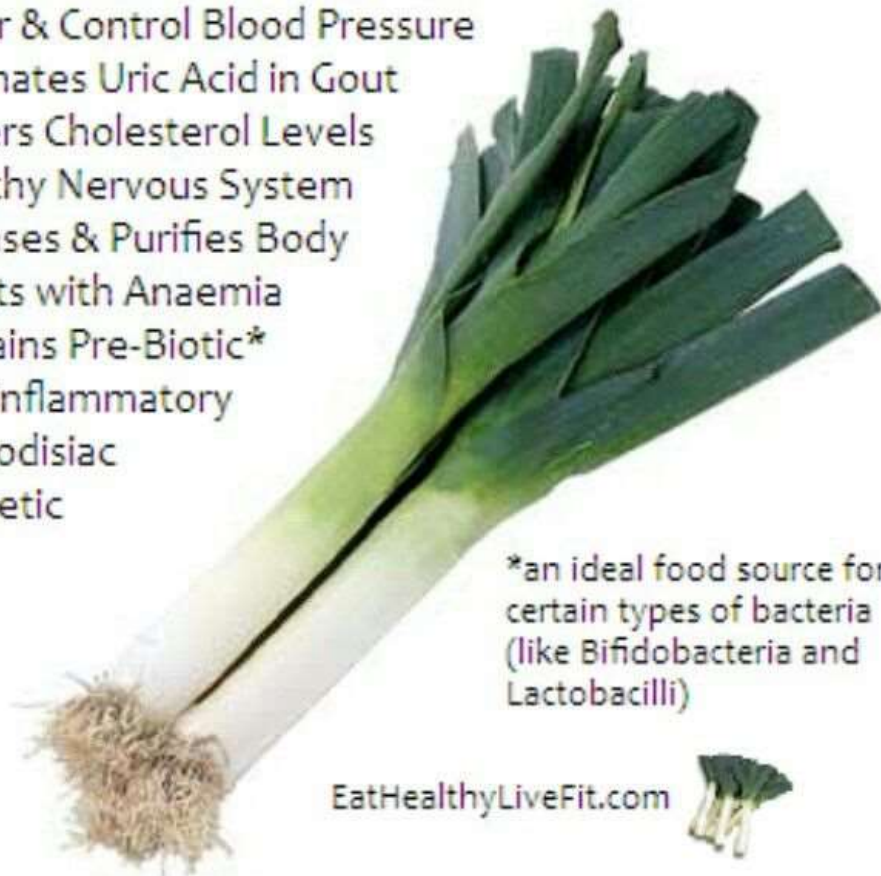 r & Control Blood Pressure
nates Uric Acid in Gout
ers Cholesterol Levels
thy Nervous System
ses & Purifies Body
ts with Anaemia
ains Pre-Biotic*
nflammatory
odisiac
etic
*an ideal food source for
certain types of bacteria
(like Bifidobacteria and
Lactobacilli)
EatHealthyLiveFit.com